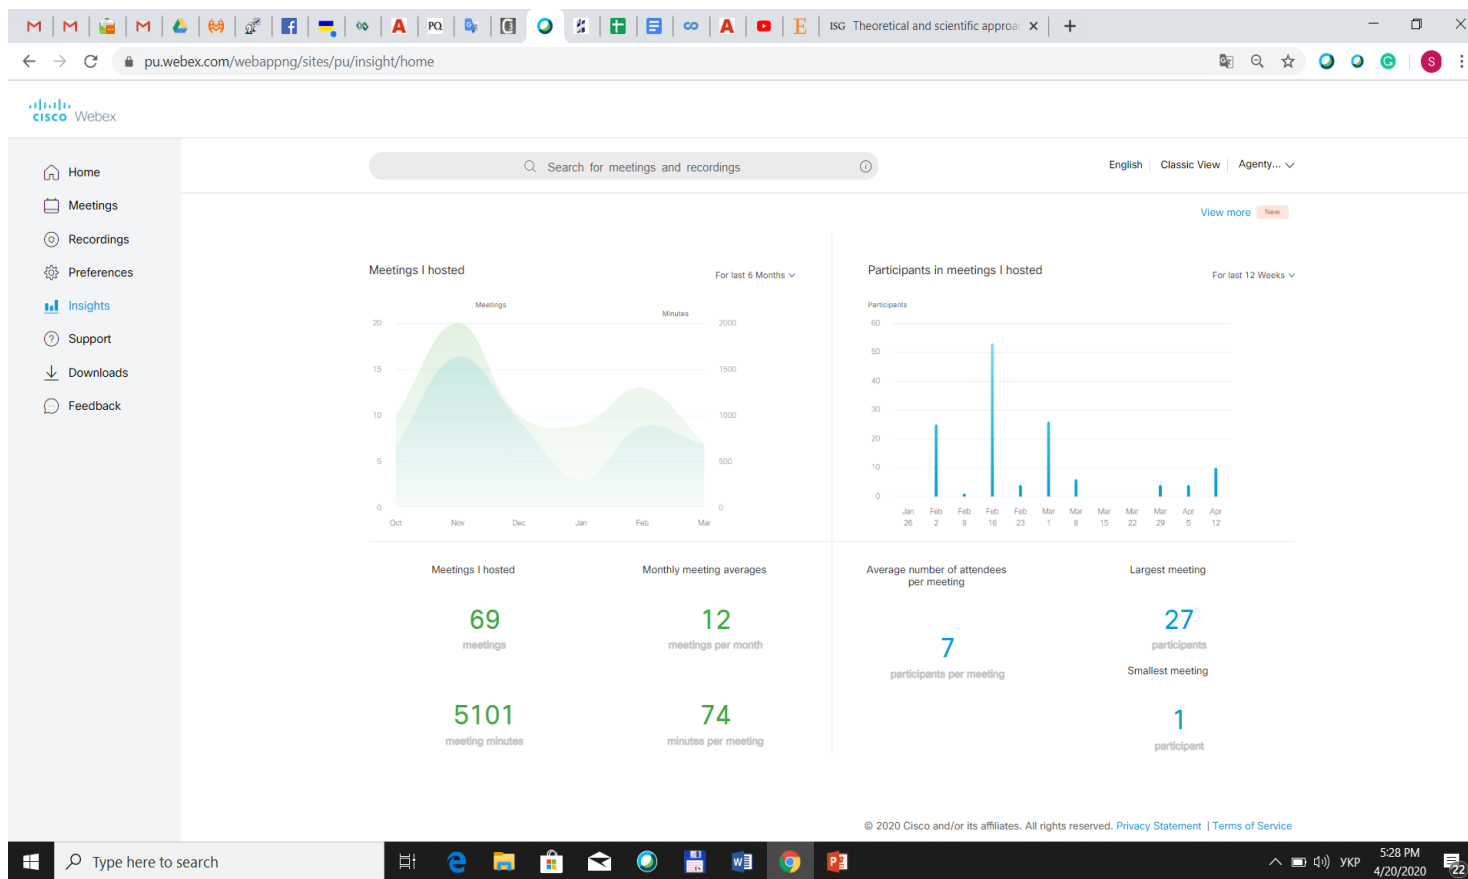 PQ
ISG Theoretical and scientific approa
pu.webex.com/webappng/sites/pu/insight/home
S
cisco Webex
Home
Meetings
Recordings
Preferences
Insights
Support
Downloads
Feedback
Search for meetings and recordings
English Classic View Agenty...
View more New
Meetings I hosted
For last 6 Months
Meetings
Minutes
20 2000
15 1500
10 1000
5 500
0 0
Oct Nov Dec Jan Feb Mar
Participants in meetings I hosted
For last 12 Weeks
Participants
60
50
40
30
20
10
0
Jan Feb Feb Feb Feb Mar Mar Mar Mar Mar Apr Apr
26 2 9 16 23 1 8 15 22 29 5 12
Meetings I hosted
69
meetings
5101
meeting minutes
Monthly meeting averages
12
meetings per month
74
minutes per meeting
Average number of attendees
per meeting
7
participants per meeting
Largest meeting
27
participants
Smallest meeting
1
participant
© 2020 Cisco and/or its affiliates. All rights reserved. Privacy Statement | Terms of Service
Type here to search
УКР
5:28 PM
4/20/2020
22